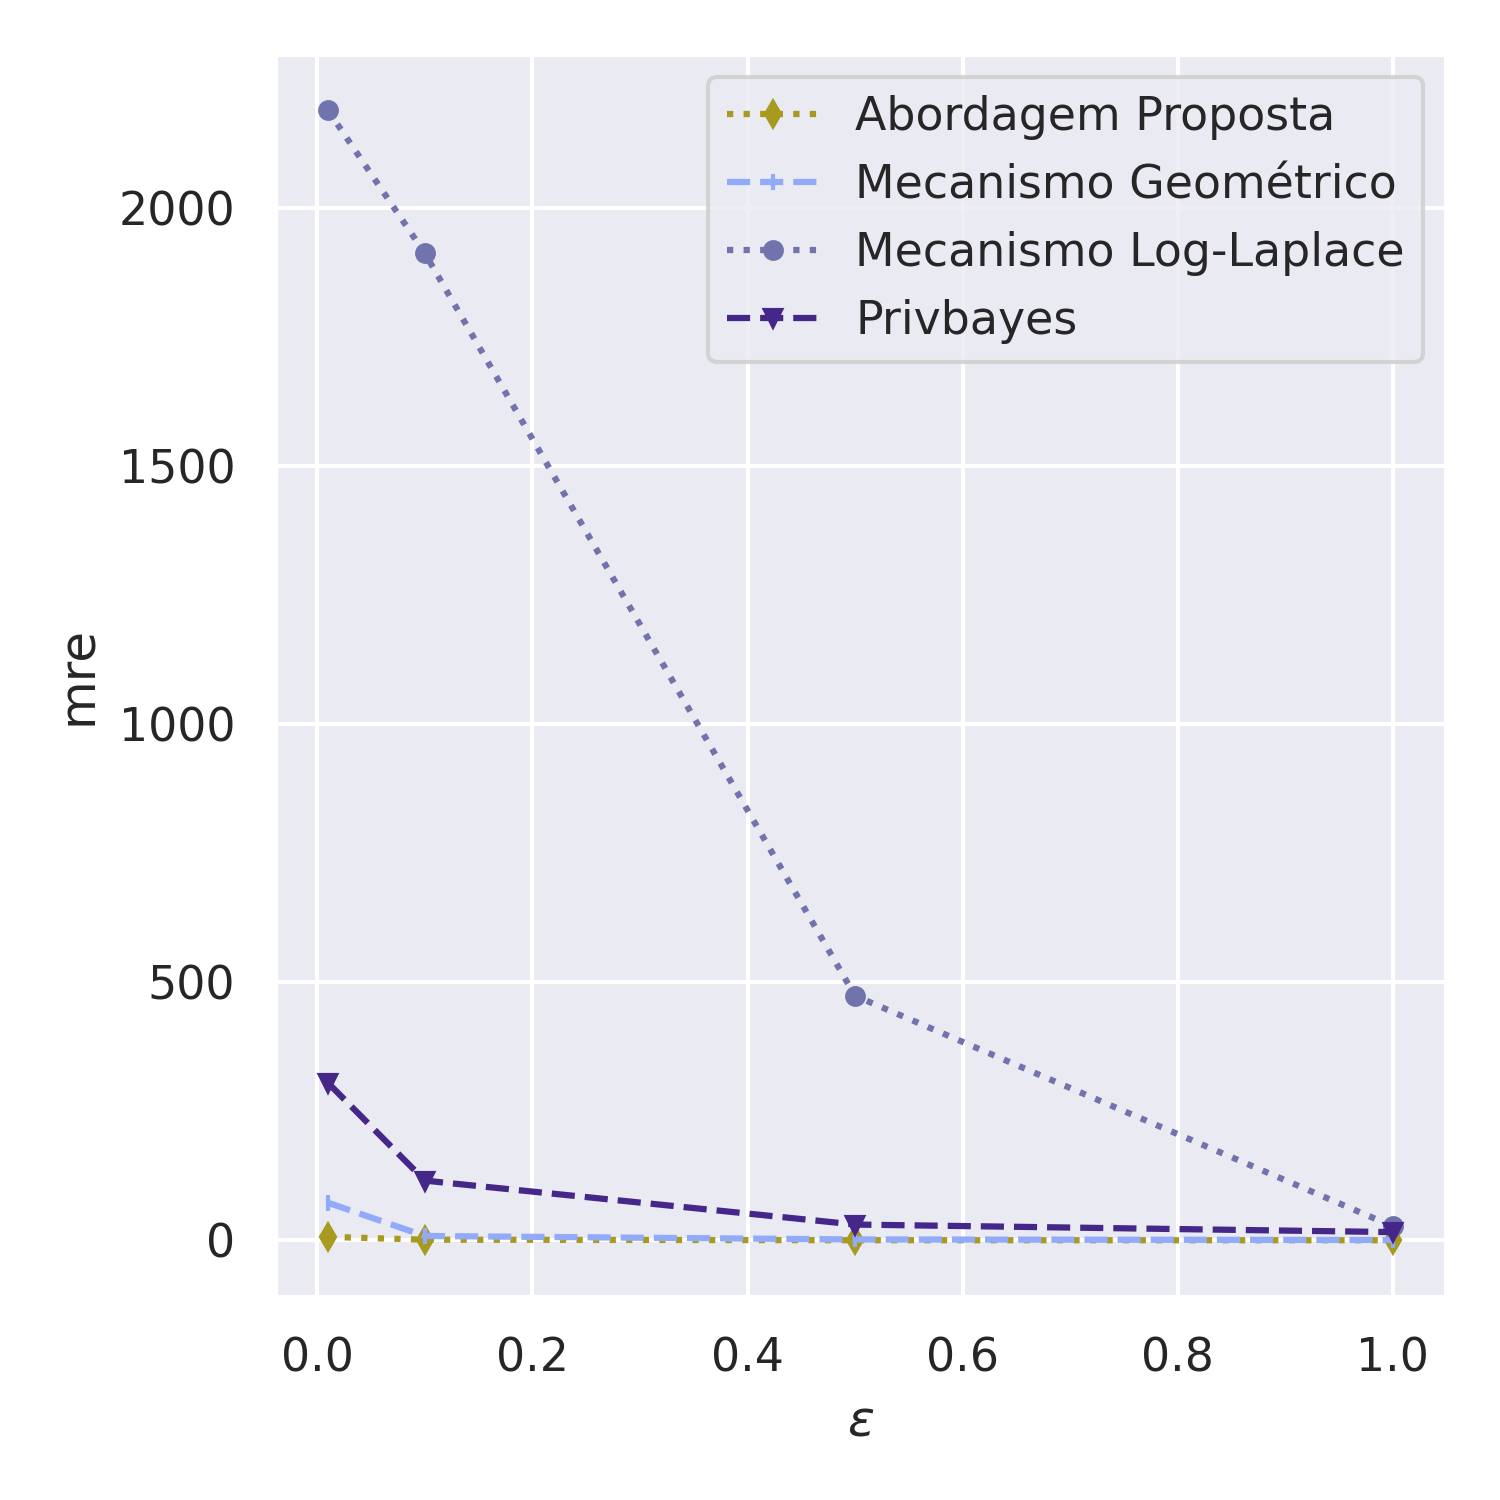 Abordagem Proposta
Mecanismo Geométrico
Mecanismo Log-Laplace
Privbayes
2000
1500
1000
500
0
mre
0.0 0.2 0.4 0.6 0.8 1.0
ε